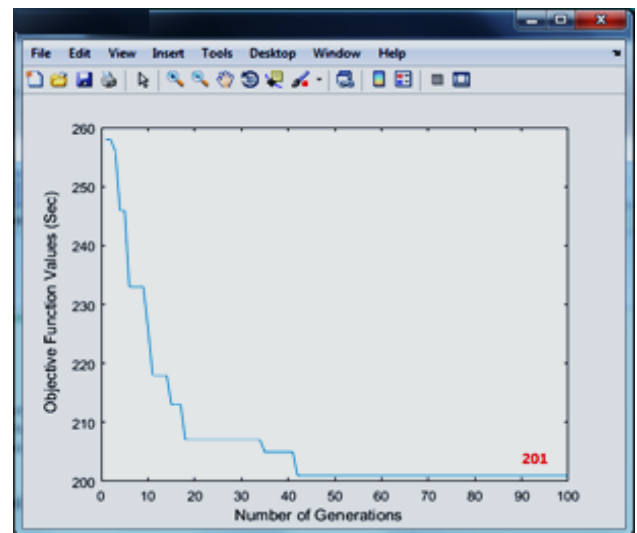 File Edit View Insert Tools Desktop Window Help
260
250
240
230
220
210
200
Objective Function Values (Sec)
201
0 10 20 30 40 50 60 70 80 90 100
Number of Generations